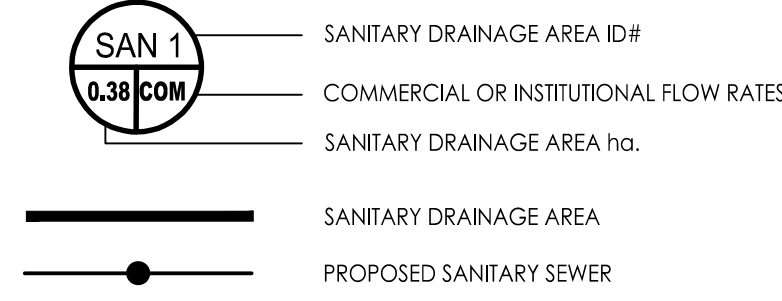 SAN 1
0.38 COM
SANITARY DRAINAGE AREA ID#
COMMERCIAL OR INSTITUTIONAL FLOW RATES
SANITARY DRAINAGE AREA ha.
SANITARY DRAINAGE AREA
PROPOSED SANITARY SEWER